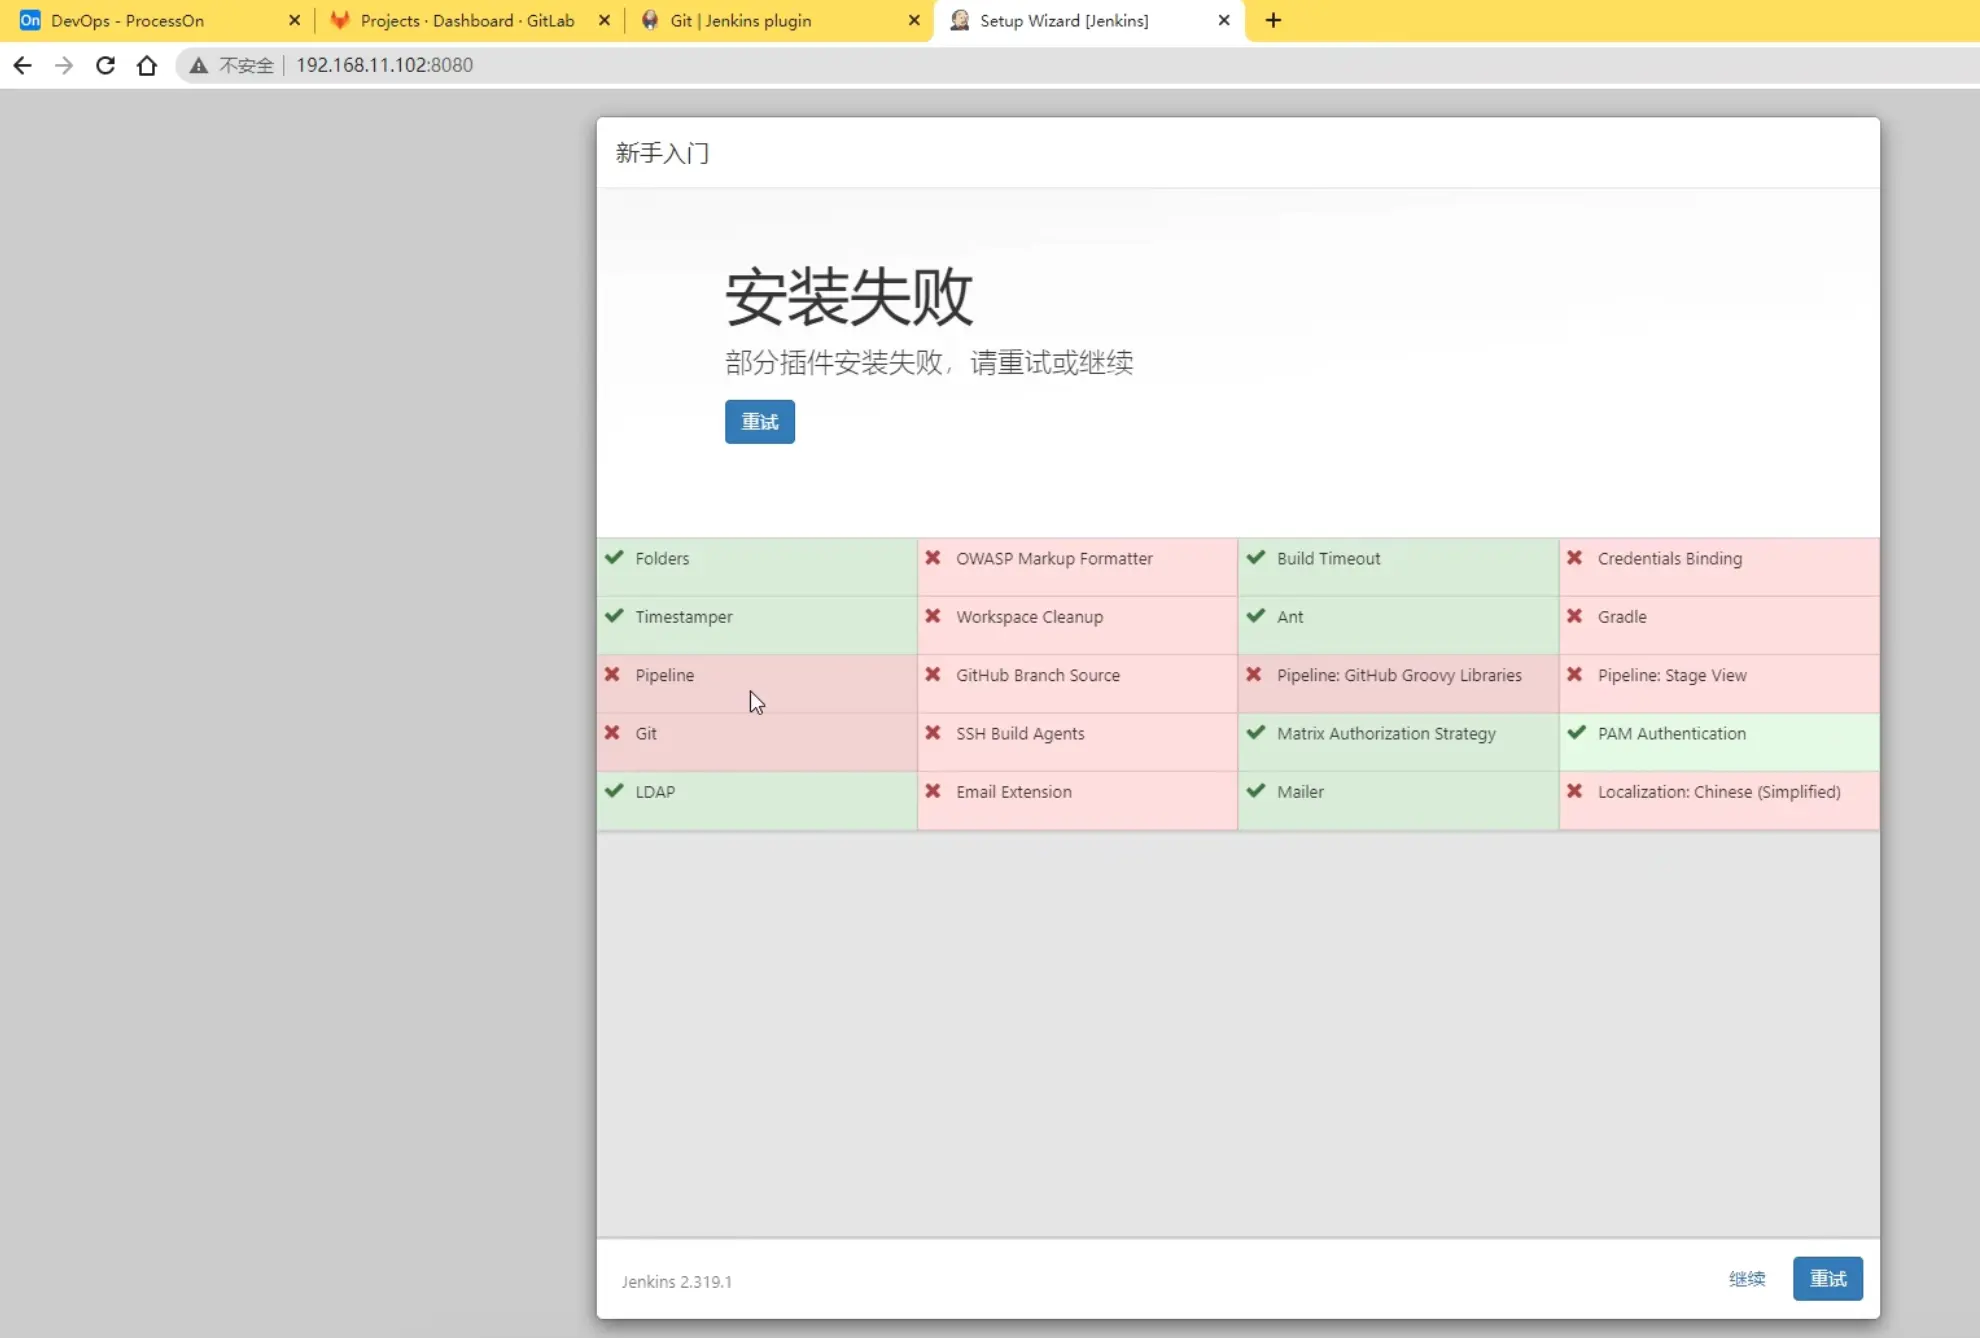 DevOps - ProcessOn
Projects · Dashboard · GitLab
Git | Jenkins plugin
Setup Wizard [Jenkins]
不安全 192.168.11.102:8080
新手入门
安装失败
部分插件安装失败，请重试或继续
重试
Folders OWASP Markup Formatter Build Timeout Credentials Binding
Timestamper Workspace Cleanup Ant Gradle
Pipeline GitHub Branch Source Pipeline: GitHub Groovy Libraries Pipeline: Stage View
Git SSH Build Agents Matrix Authorization Strategy PAM Authentication
LDAP Email Extension Mailer Localization: Chinese (Simplified)
Jenkins 2.319.1 继续 重试